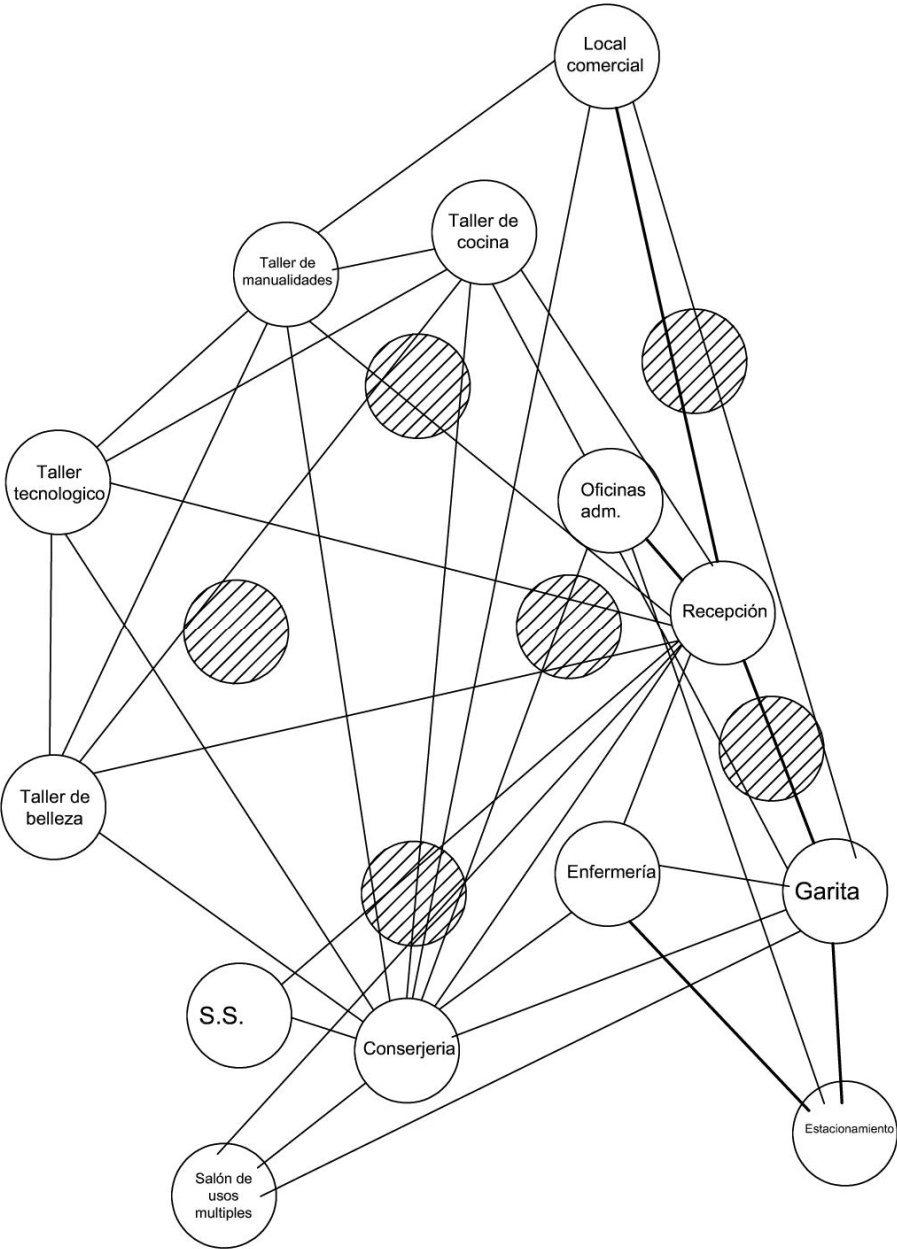 Local
comercial
Taller de
cocina
Taller de
manualidades
Taller
tecnologico
Oficinas
adm.
Recepción
Taller de
belleza
Enfermería
Garita
S.S.
Conserjeria
Estacionamiento
Salón de
usos
multiples